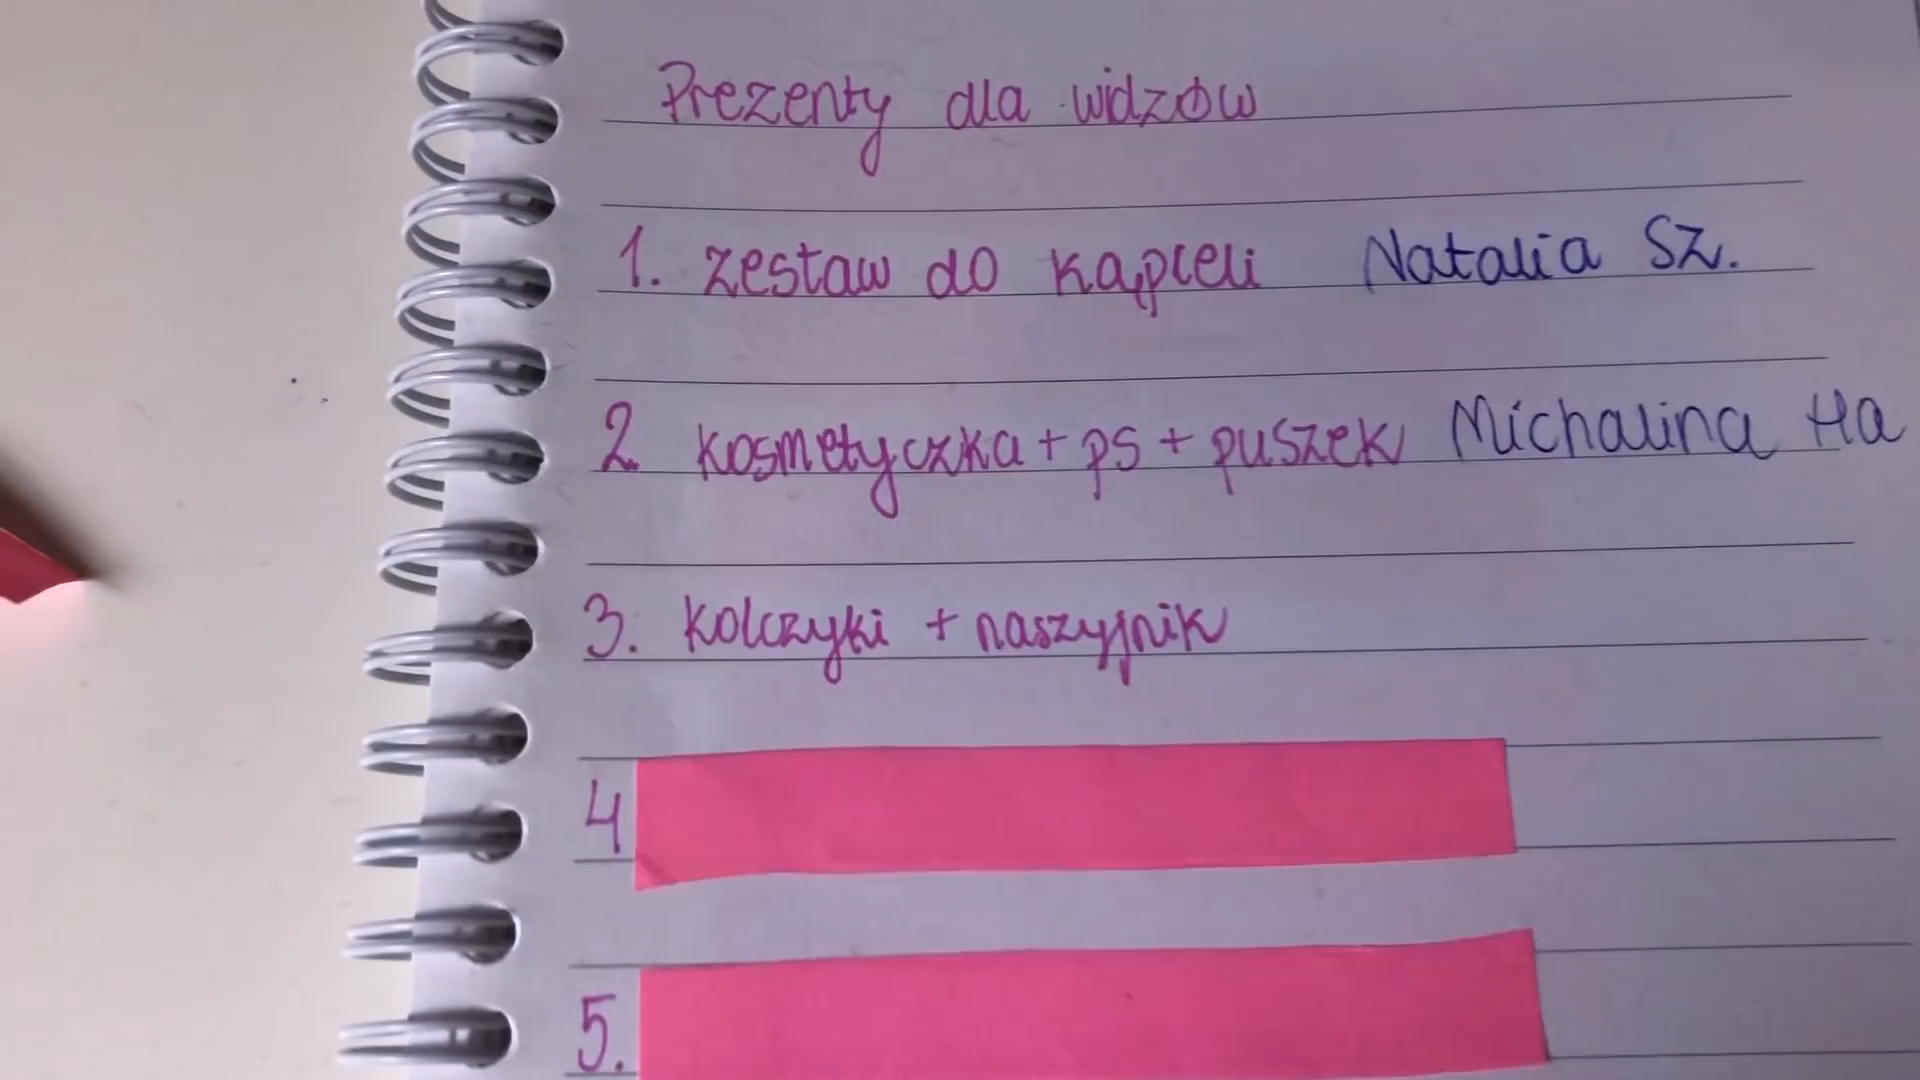 Prezenty dla widzów
1. zestaw do kąpieli Natalia Sz.
2. kosmetyczka + ps + puszek Michalina Ha
3. kolczyki + naszyjnik
4
5.